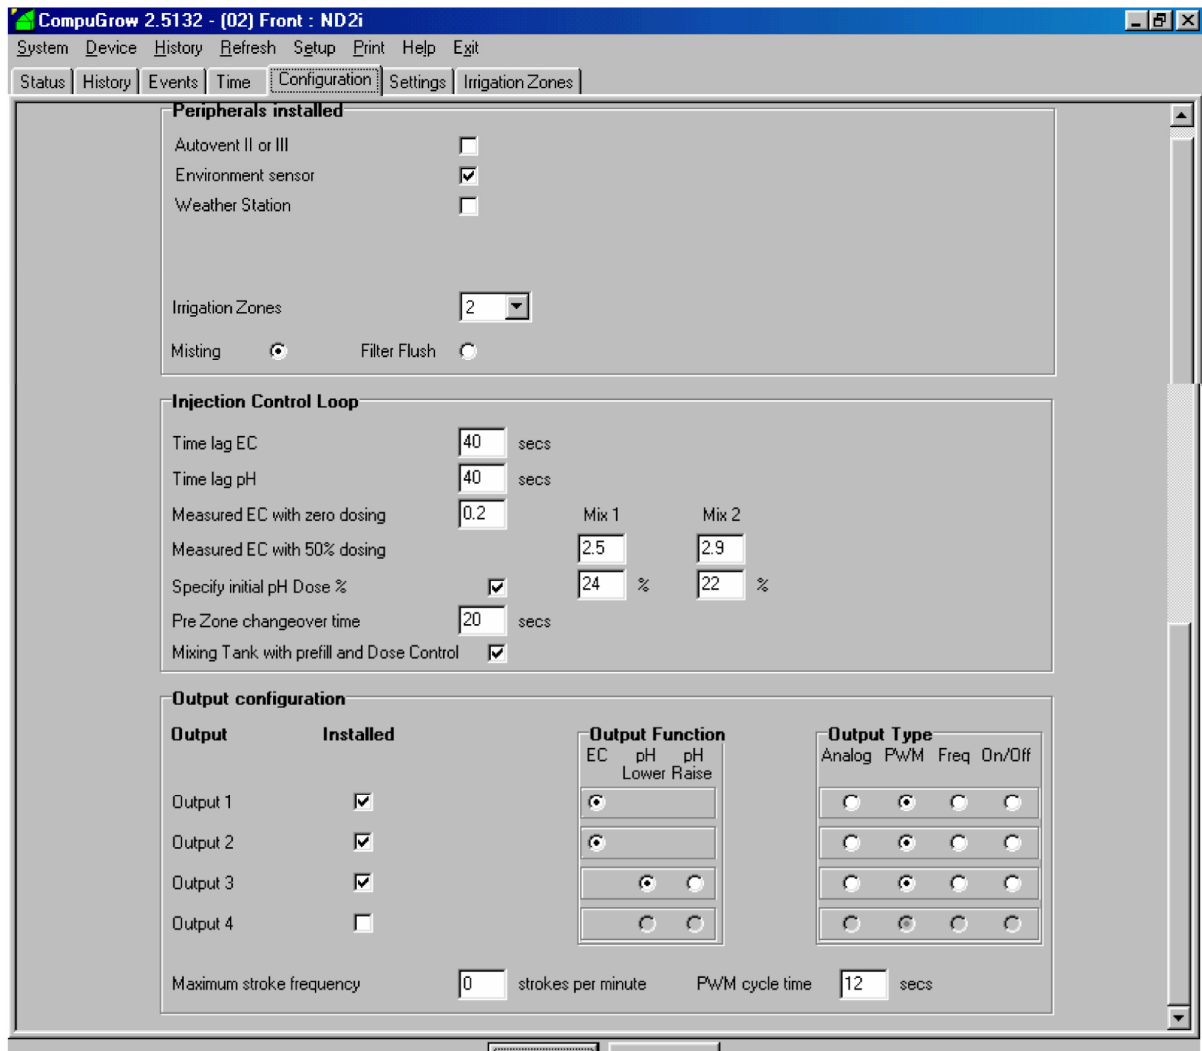 CompuGrow 2.5132 - (02) Front : ND2i
System Device History Refresh Setup Print Help Exit
Status History Events Time Configuration Settings Irrigation Zones
Peripherals installed
Autovent II or III
Environment sensor
Weather Station
Irrigation Zones 2
Misting Filter Flush
Injection Control Loop
Time lag EC 40 secs
Time lag pH 40 secs
Measured EC with zero dosing 0.2 Mix 1 Mix 2
Measured EC with 50% dosing 2.5 2.9
Specify initial pH Dose % 24 % 22 %
Pre Zone changeover time 20 secs
Mixing Tank with prefill and Dose Control
Output configuration
Output Installed Output Function Output Type
EC pH pH Analog PWM Freq On/Off
Lower Raise
Output 1
Output 2
Output 3
Output 4
Maximum stroke frequency 0 strokes per minute PWM cycle time 12 secs